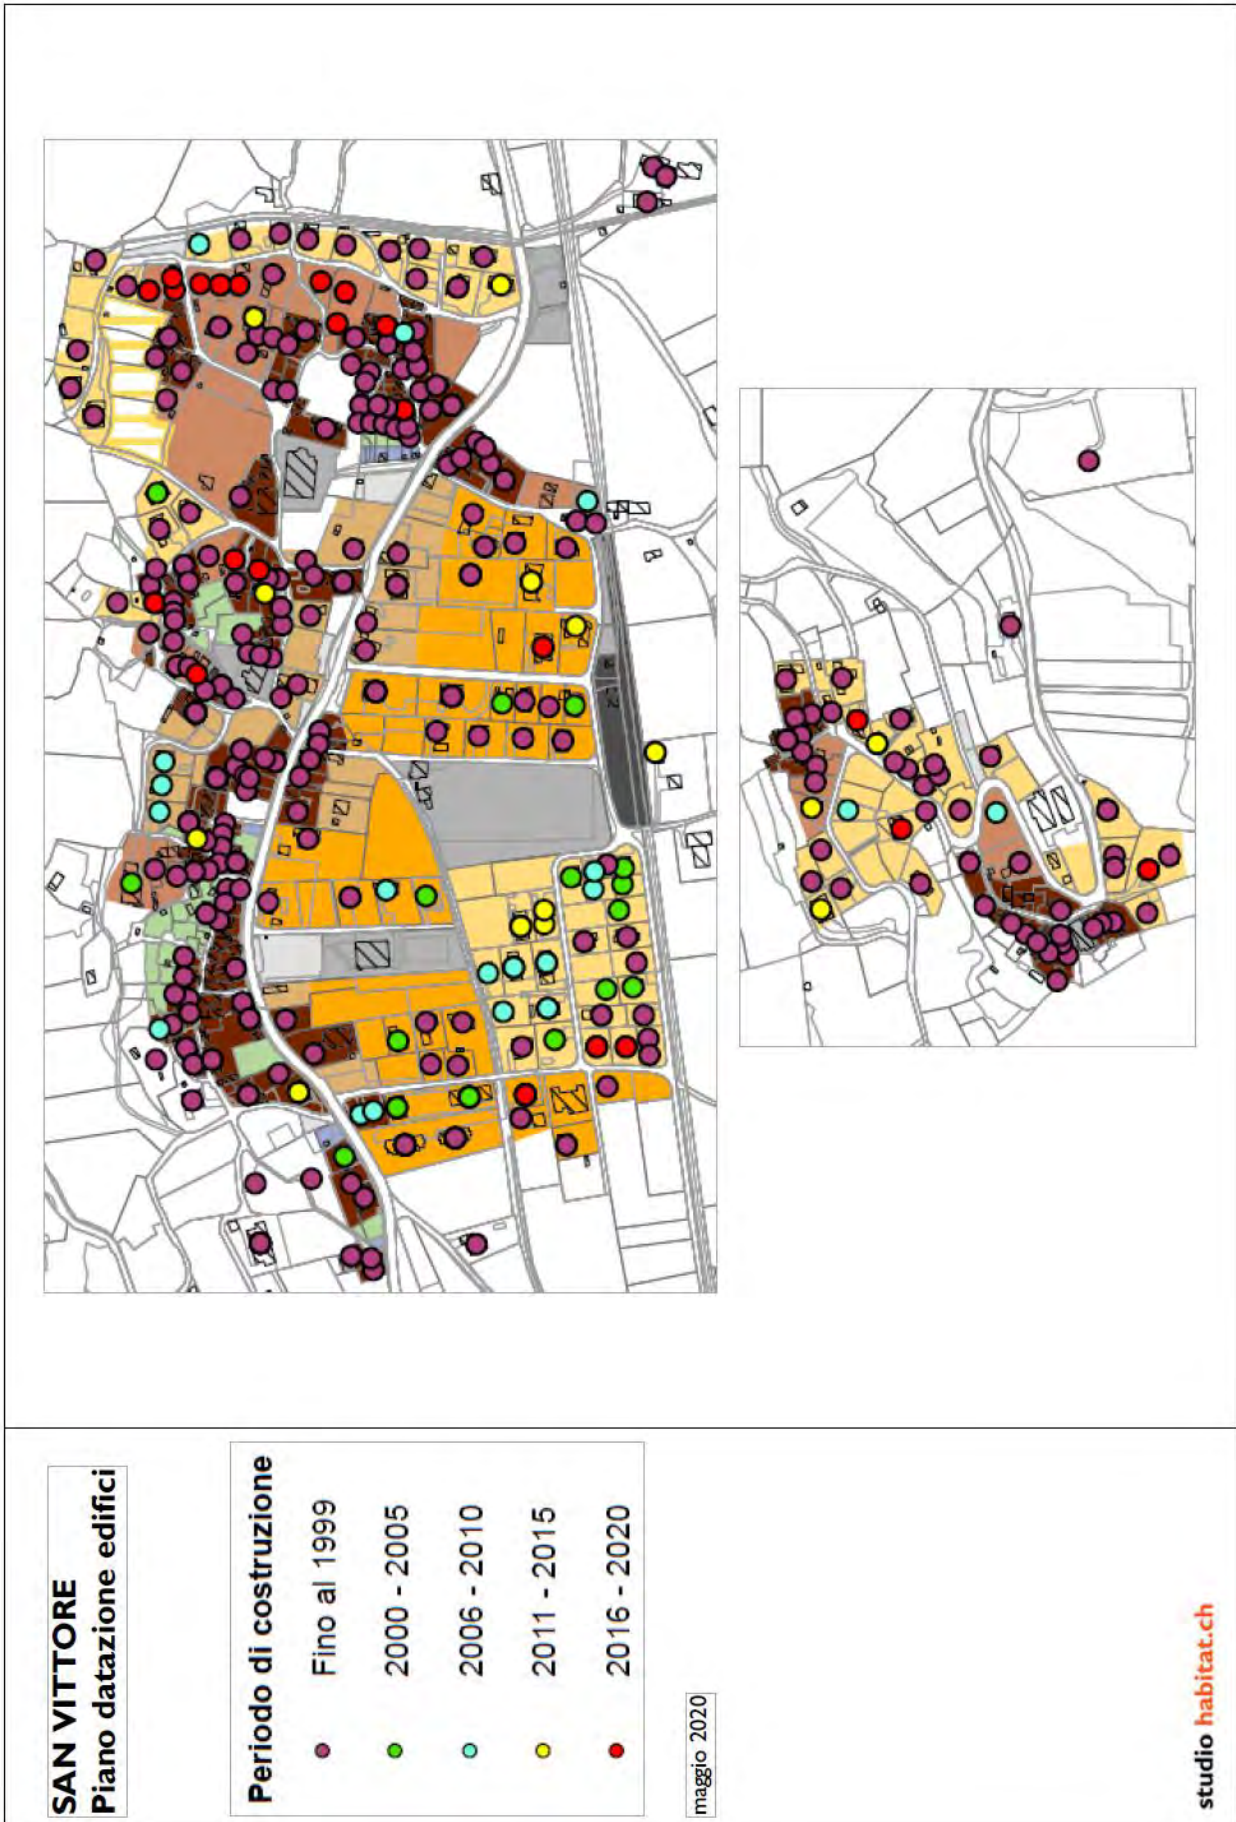 SAN VITTORE
Piano datazione edifici
Periodo di costruzione
Fino al 1999
2000 - 2005
2006 - 2010
2011 - 2015
2016 - 2020
maggio 2020
studio habitat.ch